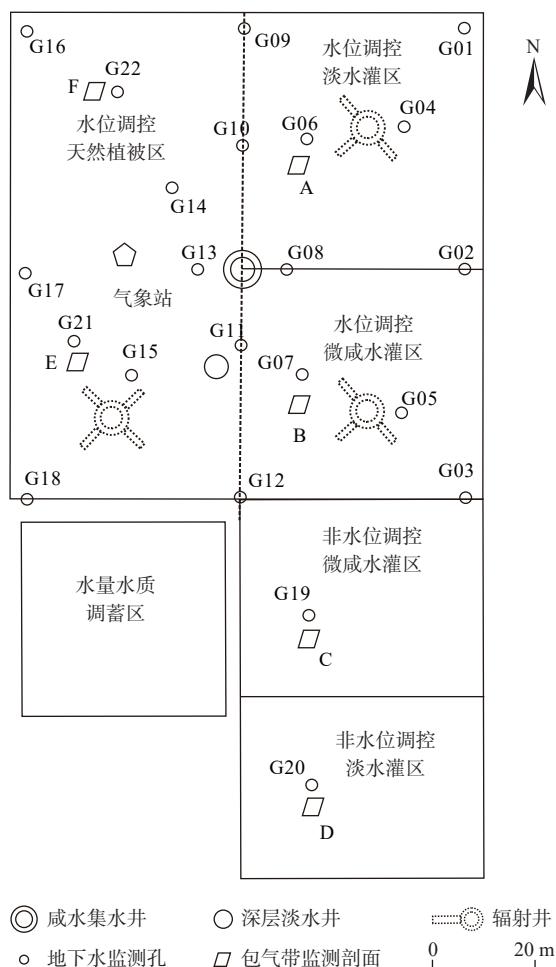 G16
G09
G01
水位调控
淡水灌区
N
F
G22
G04
G06
水位调控
天然植被区
G10
A
G14
G13
G08
G02
G17
气象站
水位调控
微咸水灌区
G21
G11
E
G15
G07
G05
B
G18
G12
G03
非水位调控
微咸水灌区
水量水质
调蓄区
G19
C
非水位调控
淡水灌区
G20
D
咸水集水井
深层淡水井
辐射井
地下水监测孔
包气带监测剖面
0 20 m